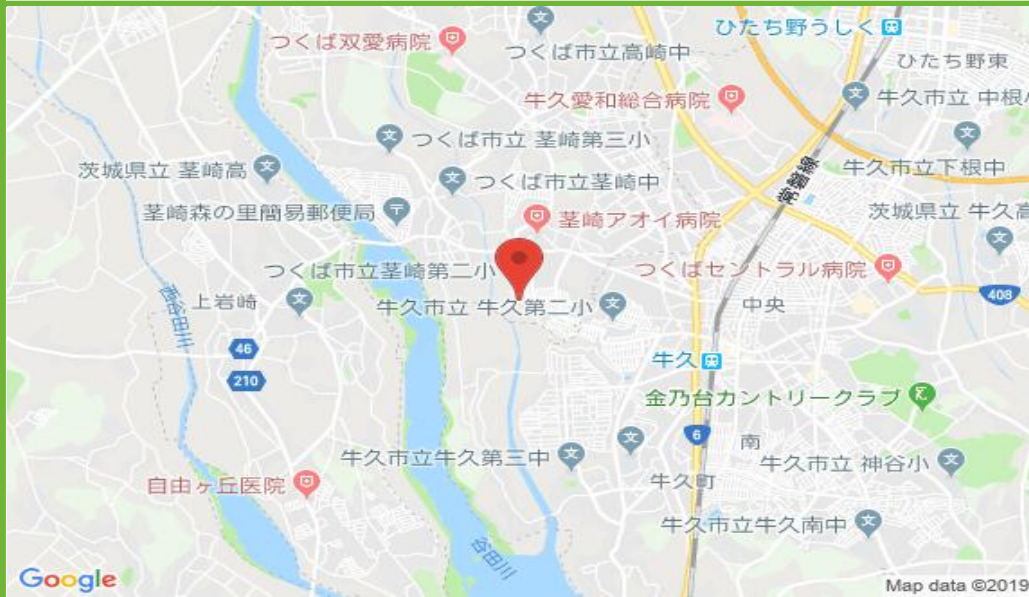 ひたち野うしく
つくば双愛病院
つくば市立高崎中
ひたち野東
牛久愛和総合病院
牛久市立 中根小
つくば市立 茎崎第三小
茨城県立 茎崎高
つくば市立茎崎中
常磐線
牛久市立下根中
茎崎森の里簡易郵便局
茎崎アオイ病院
茨城県立 牛久高
つくば市立茎崎第二小
つくばセントラル病院
西谷田川
上岩崎
牛久市立 牛久第二小
中央
408
46
牛久
210
金乃台カントリークラブ
6
南
牛久市立牛久第三中
牛久市立 神谷小
自由ヶ丘医院
牛久町
牛久市立牛久南中
谷田川
Google
Map data ©2019